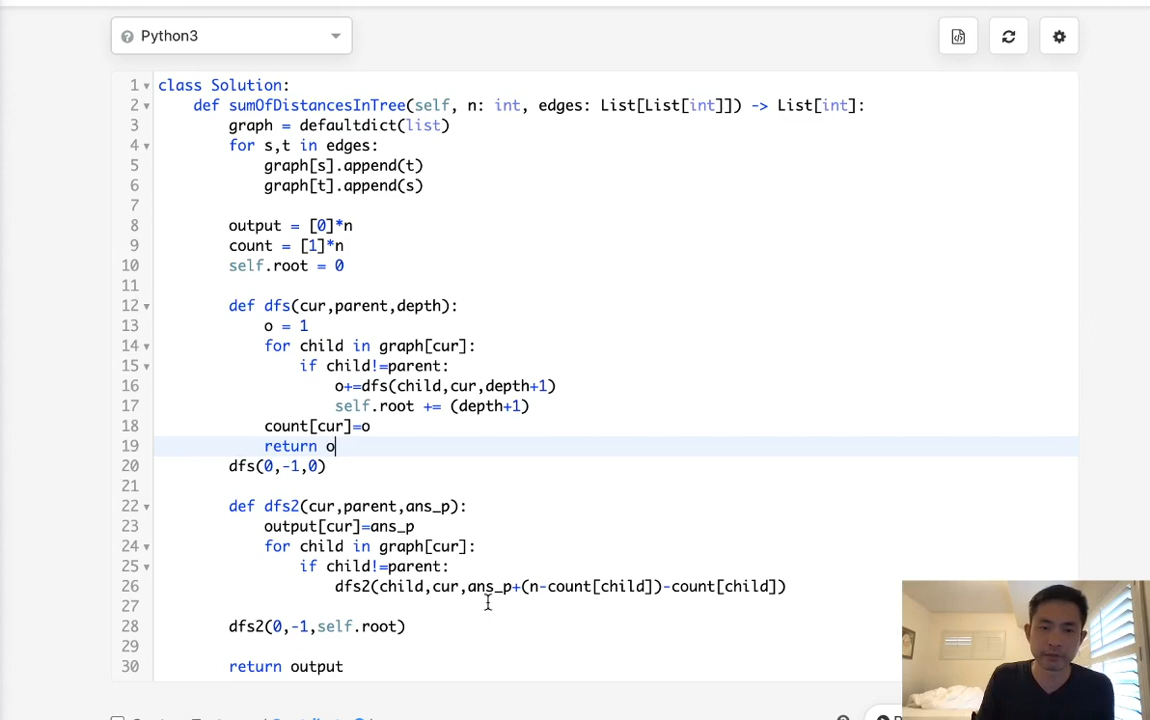 Python3
1 class Solution:
2     def sumOfDistancesInTree(self, n: int, edges: List[List[int]]) -> List[int]:
3         graph = defaultdict(list)
4         for s,t in edges:
5             graph[s].append(t)
6             graph[t].append(s)
7
8         output = [0]*n
9         count = [1]*n
10         self.root = 0
11
12         def dfs(cur,parent,depth):
13             o = 1
14             for child in graph[cur]:
15                 if child!=parent:
16                     o+=dfs(child,cur,depth+1)
17                     self.root += (depth+1)
18             count[cur]=o
19             return o
20         dfs(0,-1,0)
21
22         def dfs2(cur,parent,ans_p):
23             output[cur]=ans_p
24             for child in graph[cur]:
25                 if child!=parent:
26                     dfs2(child,cur,ans_p+(n-count[child])-count[child])
27
28         dfs2(0,-1,self.root)
29
30         return output